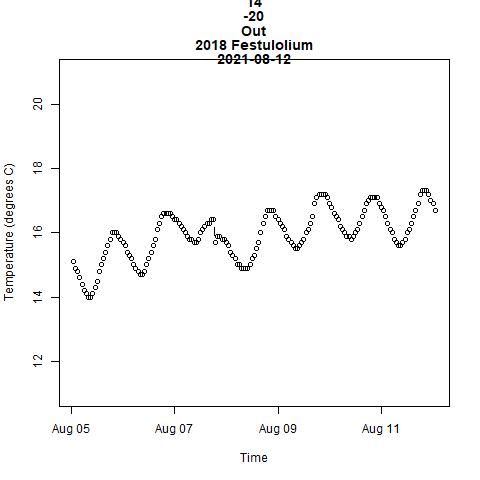 14
-20
Out
2018 Festulolium
2021-08-12
Temperature (degrees C)
20
18
16
14
12
Aug 05
Aug 07
Aug 09
Aug 11
Time